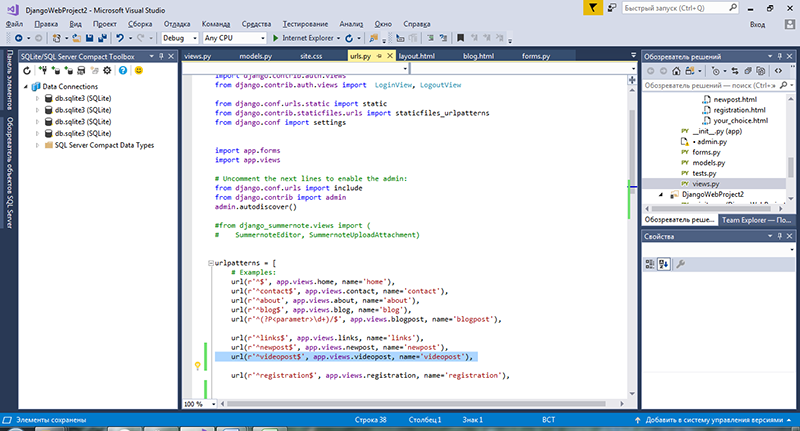 DjangoWebProject2 - Microsoft Visual Studio
Быстрый запуск (Ctrl+Q)
Файл Правка Вид Проект Сборка Отладка Команда Средства Тестирование Анализ Окно Справка
Вход
Debug Any CPU Internet Explorer
Панель элементов
Обозреватель объектов SQL Server
SQLite/SQL Server Compact Toolbox
Data Connections
db.sqlite3 (SQLite)
db.sqlite3 (SQLite)
db.sqlite3 (SQLite)
db.sqlite3 (SQLite)
SQL Server Compact Data Types
views.py models.py site.css urls.py layout.html blog.html forms.py
import django.contrib.auth.views
from django.contrib.auth.views import LoginView, LogoutView
from django.conf.urls.static import static
from django.contrib.staticfiles.urls import staticfiles_urlpatterns
from django.conf import settings
import app.forms
import app.views
# Uncomment the next lines to enable the admin:
from django.conf.urls import include
from django.contrib import admin
admin.autodiscover()
#from django_summernote.views import (
# SummernoteEditor, SummernoteUploadAttachment)
urlpatterns = [
# Examples:
url(r'^$', app.views.home, name='home'),
url(r'^contact$', app.views.contact, name='contact'),
url(r'^about', app.views.about, name='about'),
url(r'^blog$', app.views.blog, name='blog'),
url(r'^(?P<parametr>\d+)/$', app.views.blogpost, name='blogpost'),
url(r'^links$', app.views.links, name='links'),
url(r'^newpost$', app.views.newpost, name='newpost'),
url(r'^videopost$', app.views.videopost, name='videopost'),
url(r'^registration$', app.views.registration, name='registration'),
100 %
Обозреватель решений
Обозреватель решений — поиск (Ctrl+ж)
newpost.html
registration.html
your_choice.html
__init__.py (app)
admin.py
forms.py
models.py
tests.py
views.py
DjangoWebProject2
Обозреватель реше... Team Explorer — По...
Свойства
Элементы сохранены
Строка 38 Столбец 1 Знак 1 ВСТ
Добавить в систему управления версиями